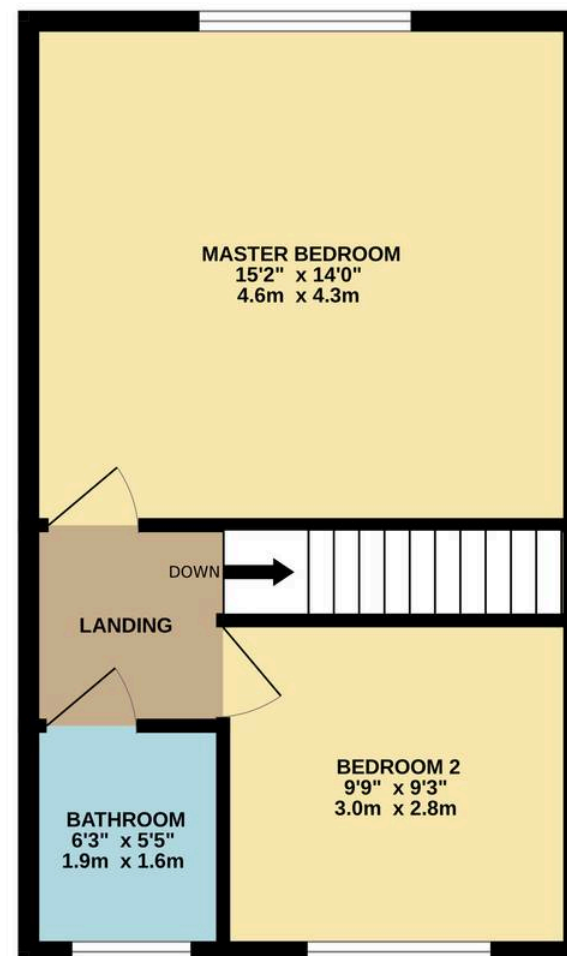 MASTER BEDROOM
15'2" x 14'0"
4.6m x 4.3m
DOWN
LANDING
BEDROOM 2
9'9" x 9'3"
3.0m x 2.8m
BATHROOM
6'3" x 5'5"
1.9m x 1.6m